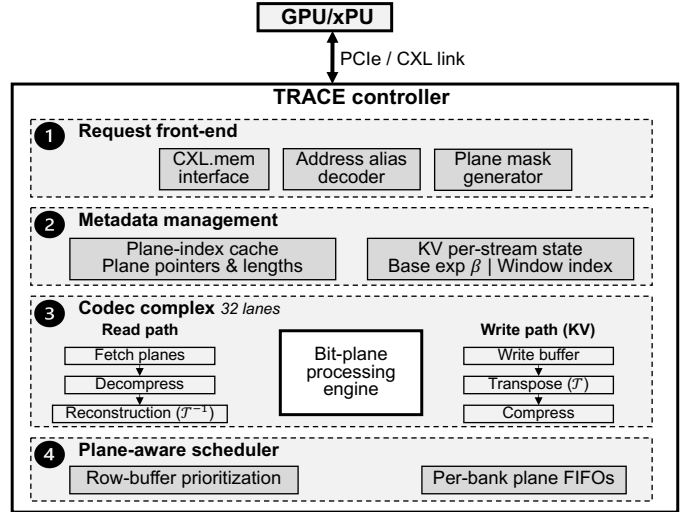 GPU/xPU
PCIe / CXL link
TRACE controller
1 Request front-end
CXL.mem
interface
Address alias
decoder
Plane mask
generator
2 Metadata management
Plane-index cache
Plane pointers & lengths
KV per-stream state
Base exp β | Window index
3 Codec complex 32 lanes
Read path
Fetch planes
Decompress
Reconstruction (𝒯⁻¹)
Bit-plane
processing
engine
Write path (KV)
Write buffer
Transpose (𝒯)
Compress
4 Plane-aware scheduler
Row-buffer prioritization
Per-bank plane FIFOs